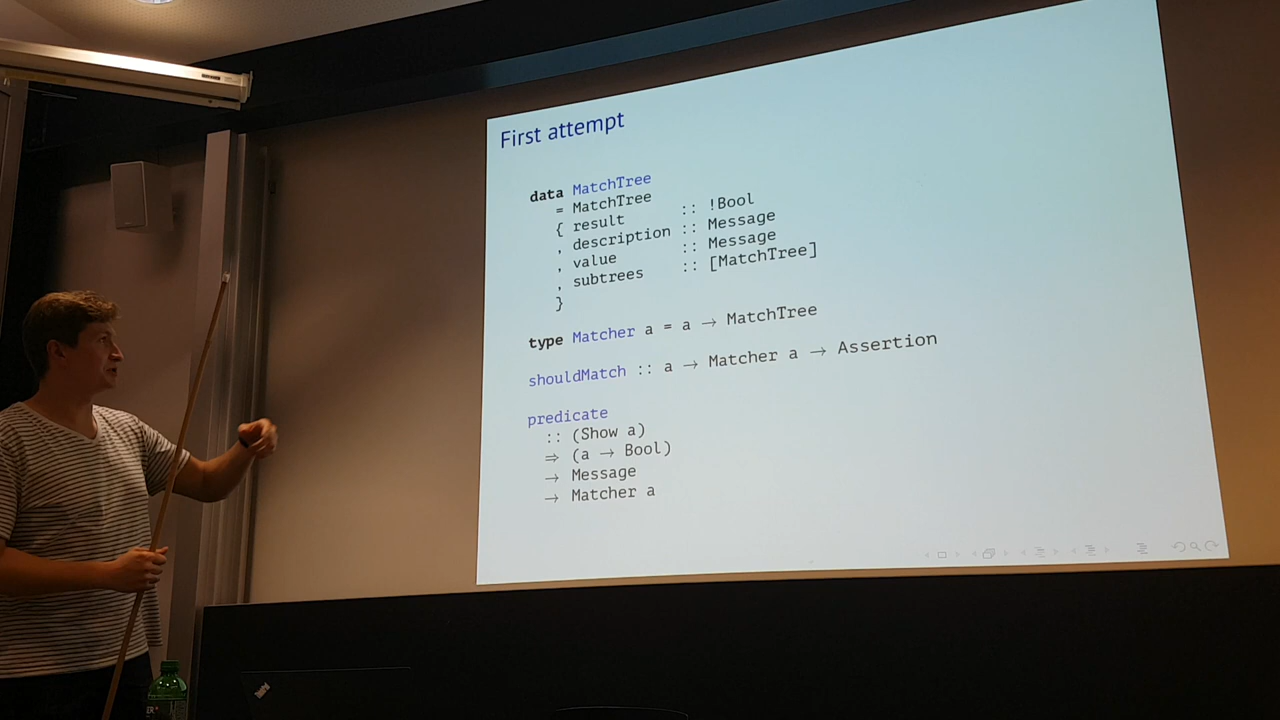 First attempt
data MatchTree
= MatchTree
{ result :: !Bool
, description :: Message
, value :: Message
, subtrees :: [MatchTree]
}
type Matcher a = a → MatchTree
shouldMatch :: a → Matcher a → Assertion
predicate
:: (Show a)
⇒ (a → Bool)
→ Message
→ Matcher a